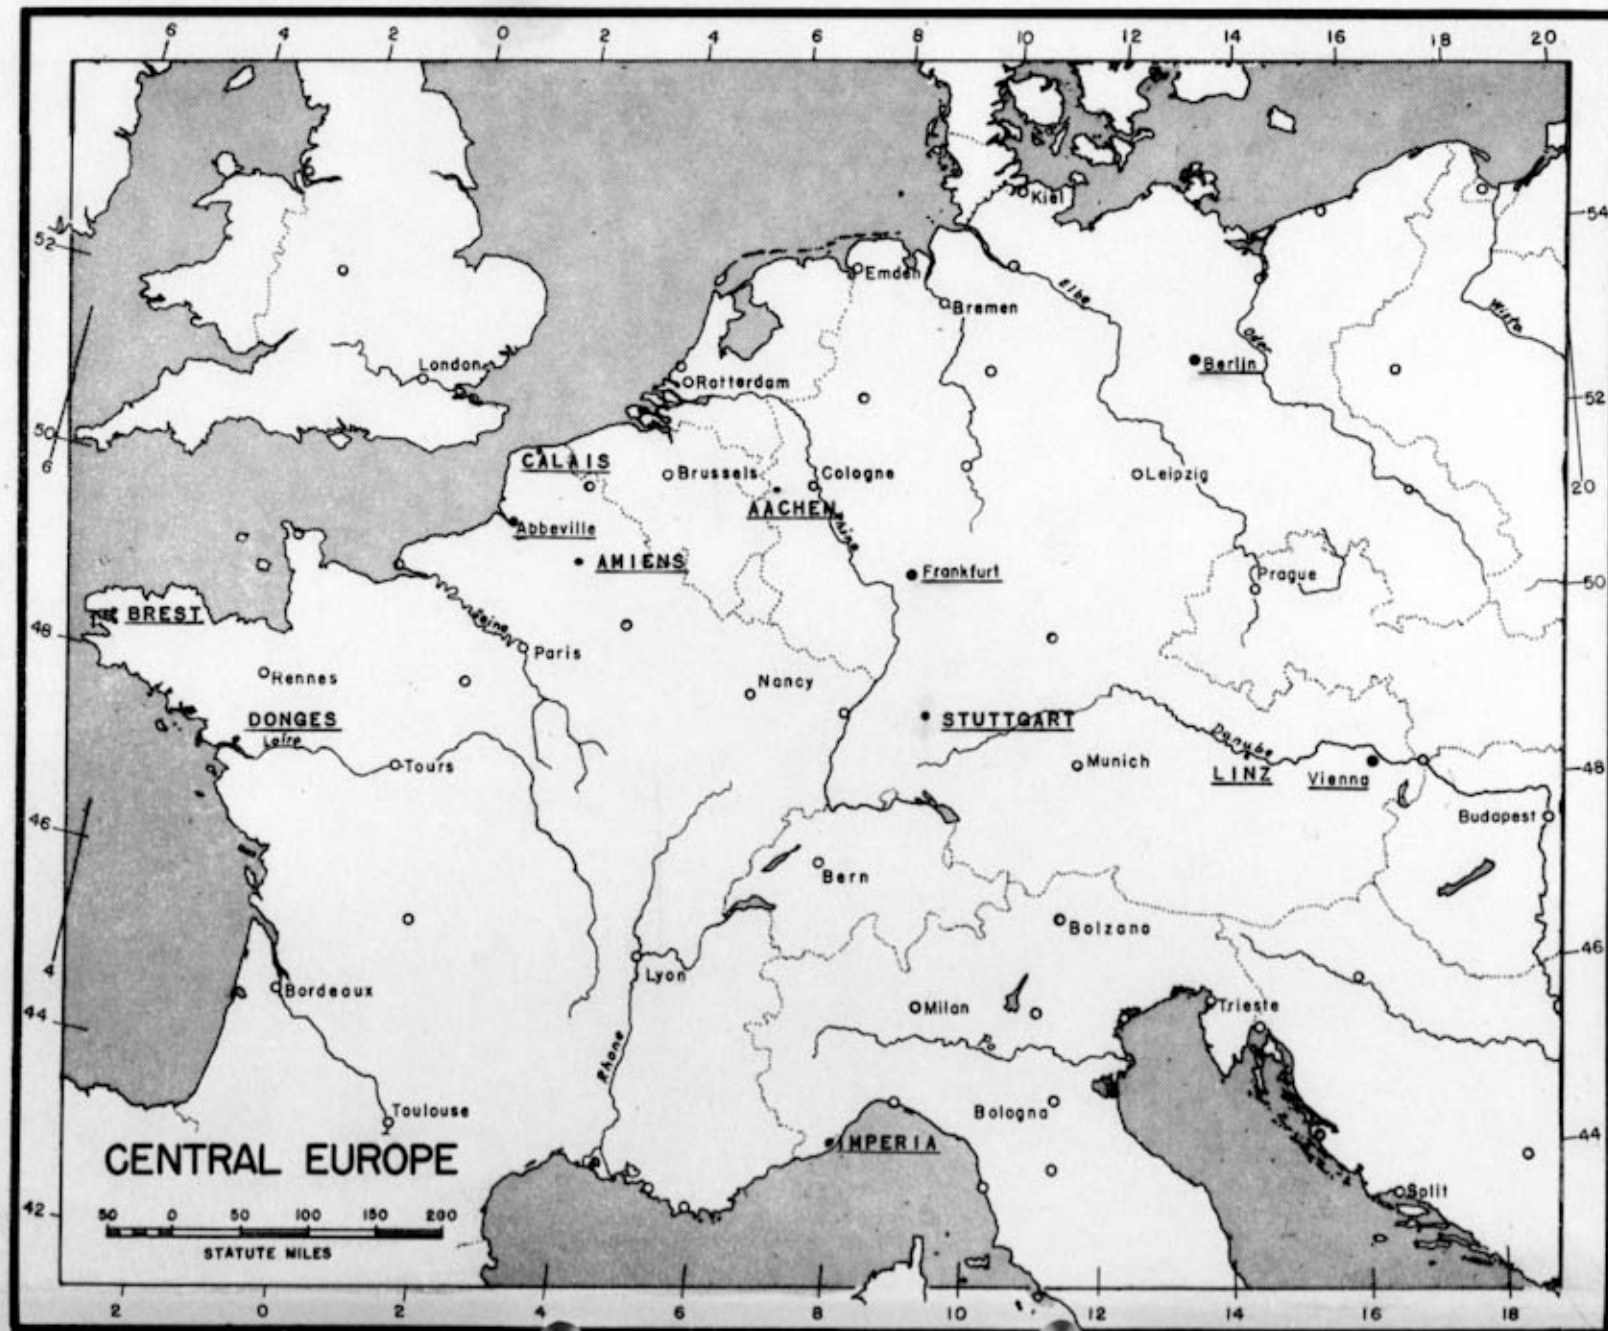 6 4 2 0 2 4 6 8 10 12 14 16 18 20
Kiel
52
54
Emden
Elbe
Bremen
Oder
Wisla
London
Berlin
Rotterdam
52
50
6
CALAIS
Brussels
Cologne
Leipzig
20
AACHEN
Rhine
Abbeville
AMIENS
Frankfurt
Prague
50
BREST
Seine
48
Paris
Rennes
Nancy
DONGES
STUTTGART
Loire
Danube
Tours
Munich
LINZ
Vienna
48
46
Budapest
Bern
Bolzano
46
4
Lyon
Bordeaux
Milan
Trieste
44
Rhone
Po
Toulouse
Bologna
44
CENTRAL EUROPE
IMPERIA
Split
42
50 0 50 100 150 200
STATUTE MILES
2 0 2 4 6 8 10 12 14 16 18